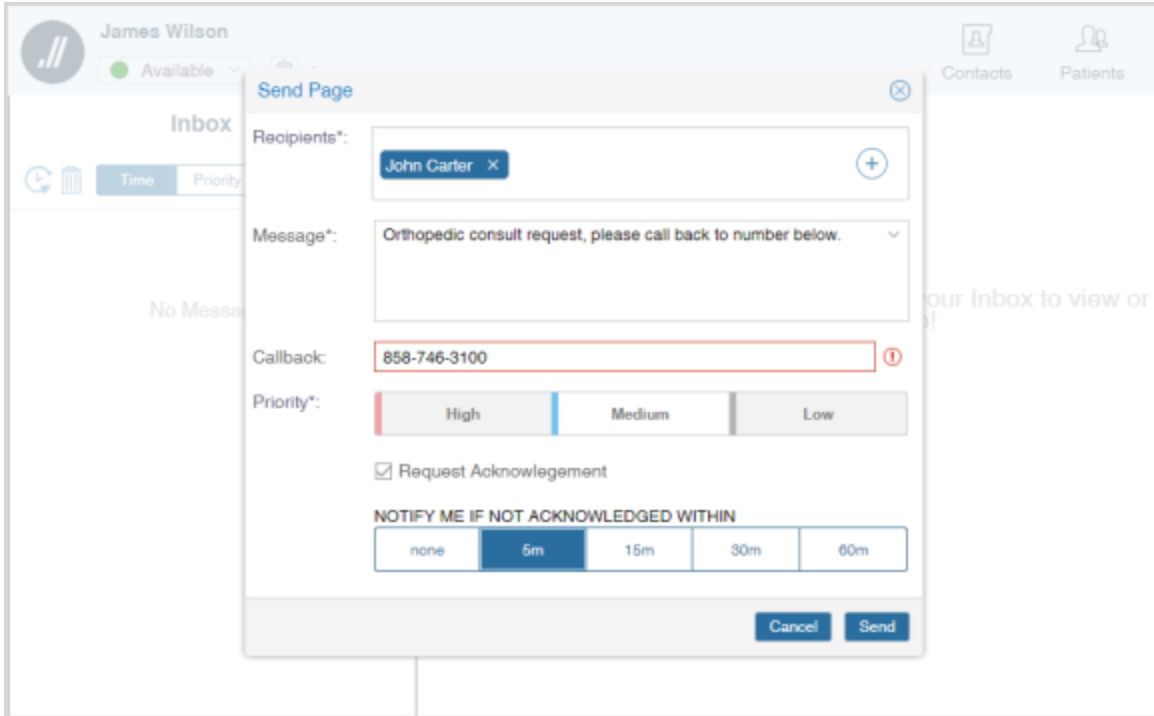 James Wilson
Available
Contacts
Patients
Send Page
Inbox
Recipients*:
John Carter ×
Time
Priority
Message*:
Orthopedic consult request, please call back to number below.
No Messa
our Inbox to view or
!
Callback:
858-746-3100
Priority*:
High
Medium
Low
Request Acknowlegement
NOTIFY ME IF NOT ACKNOWLEDGED WITHIN
none
5m
15m
30m
60m
Cancel
Send